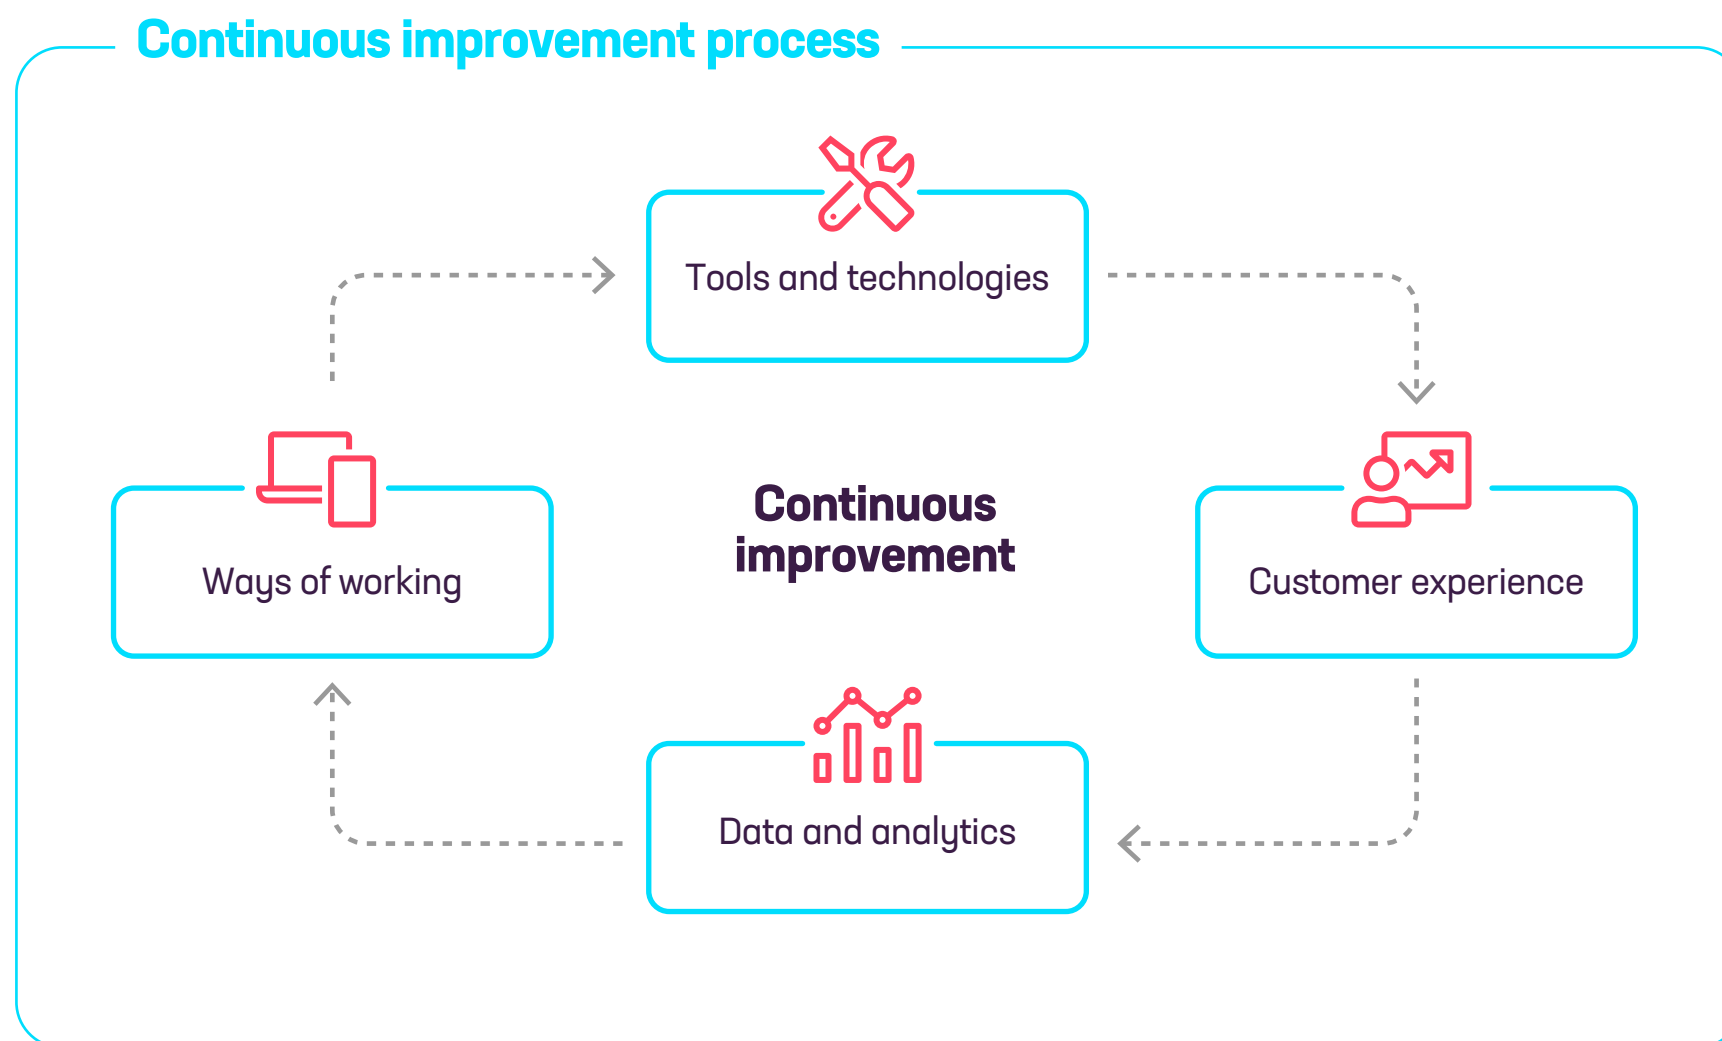 Continuous improvement process
Tools and technologies
Continuous
improvement
Ways of working
Customer experience
Data and analytics